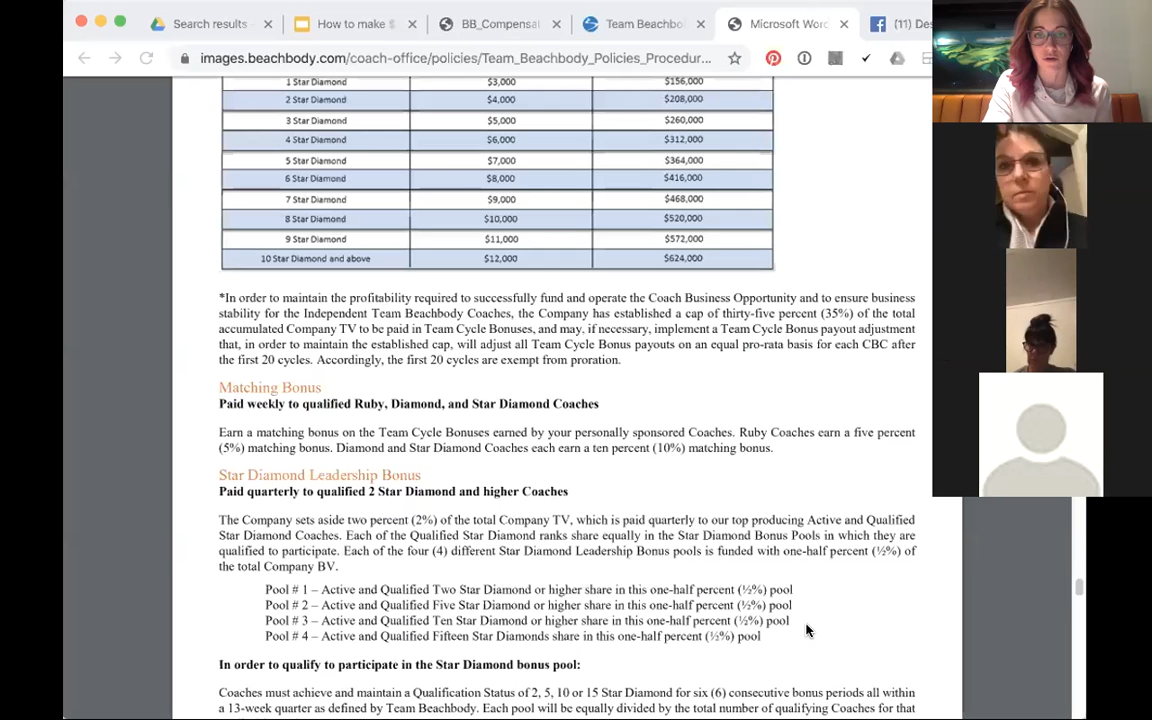 Search results
How to make $
BB_Compensat
Team Beachbo
Microsoft Word
(11) Des
images.beachbody.com/coach-office/policies/Team_Beachbody_Policies_Procedur...
1 Star Diamond $3,000 $156,000
2 Star Diamond $4,000 $208,000
3 Star Diamond $5,000 $260,000
4 Star Diamond $6,000 $312,000
5 Star Diamond $7,000 $364,000
6 Star Diamond $8,000 $416,000
7 Star Diamond $9,000 $468,000
8 Star Diamond $10,000 $520,000
9 Star Diamond $11,000 $572,000
10 Star Diamond and above $12,000 $624,000
*In order to maintain the profitability required to successfully fund and operate the Coach Business Opportunity and to ensure business
stability for the Independent Team Beachbody Coaches, the Company has established a cap of thirty-five percent (35%) of the total
accumulated Company TV to be paid in Team Cycle Bonuses, and may, if necessary, implement a Team Cycle Bonus payout adjustment
that, in order to maintain the established cap, will adjust all Team Cycle Bonus payouts on an equal pro-rata basis for each CBC after
the first 20 cycles. Accordingly, the first 20 cycles are exempt from proration.
Matching Bonus
Paid weekly to qualified Ruby, Diamond, and Star Diamond Coaches
Earn a matching bonus on the Team Cycle Bonuses earned by your personally sponsored Coaches. Ruby Coaches earn a five percent
(5%) matching bonus. Diamond and Star Diamond Coaches each earn a ten percent (10%) matching bonus.
Star Diamond Leadership Bonus
Paid quarterly to qualified 2 Star Diamond and higher Coaches
The Company sets aside two percent (2%) of the total Company TV, which is paid quarterly to our top producing Active and Qualified
Star Diamond Coaches. Each of the Qualified Star Diamond ranks share equally in the Star Diamond Bonus Pools in which they are
qualified to participate. Each of the four (4) different Star Diamond Leadership Bonus pools is funded with one-half percent (½%) of
the total Company BV.
Pool # 1 – Active and Qualified Two Star Diamond or higher share in this one-half percent (½%) pool
Pool # 2 – Active and Qualified Five Star Diamond or higher share in this one-half percent (½%) pool
Pool # 3 – Active and Qualified Ten Star Diamond or higher share in this one-half percent (½%) pool
Pool # 4 – Active and Qualified Fifteen Star Diamonds share in this one-half percent (½%) pool
In order to qualify to participate in the Star Diamond bonus pool:
Coaches must achieve and maintain a Qualification Status of 2, 5, 10 or 15 Star Diamond for six (6) consecutive bonus periods all within
a 13-week quarter as defined by Team Beachbody. Each pool will be equally divided by the total number of qualifying Coaches for that